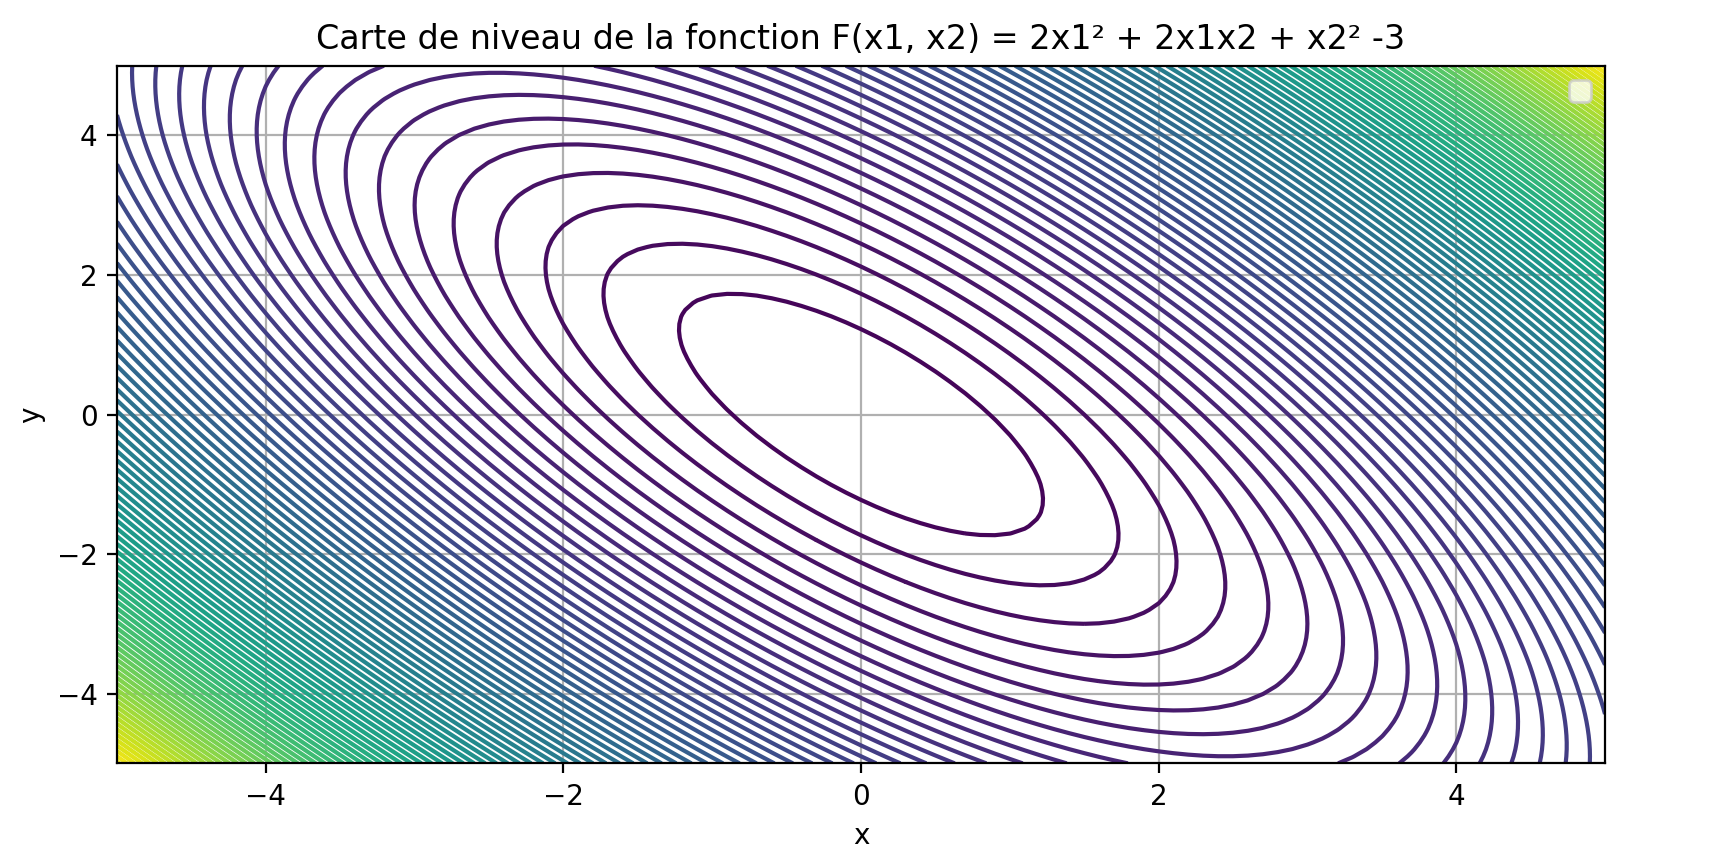 Carte de niveau de la fonction F(x1, x2) = 2x1² + 2x1x2 + x2² -3
4
2
0
−2
−4
y
−4 −2 0 2 4
x